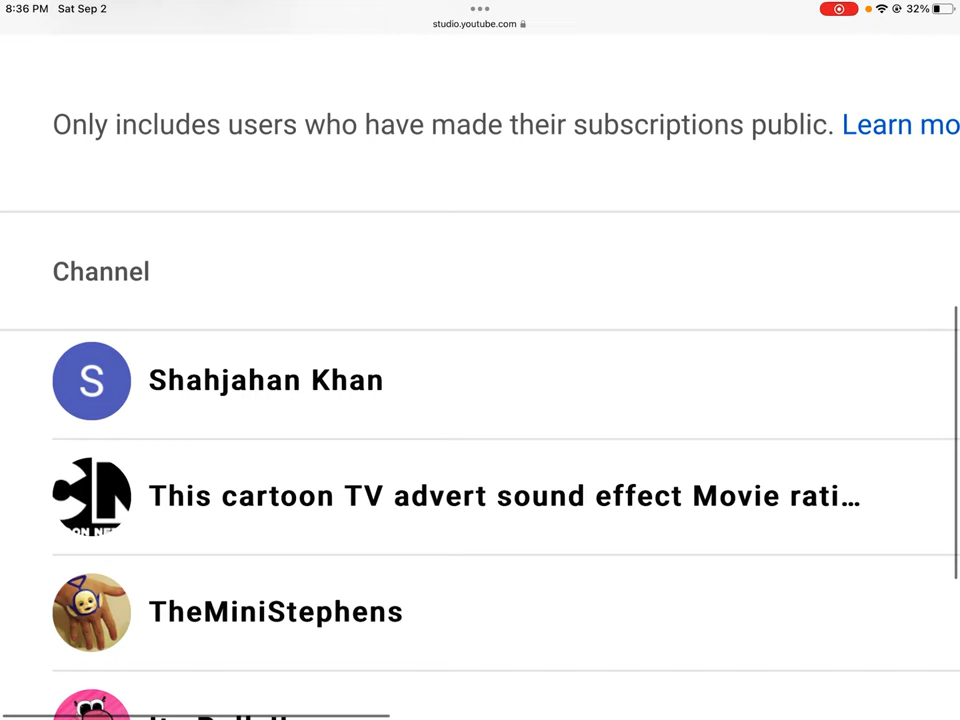 8:36 PM Sat Sep 2
32%
studio.youtube.com
Only includes users who have made their subscriptions public. Learn mo
Channel
S
Shahjahan Khan
This cartoon TV advert sound effect Movie rati…
TheMiniStephens